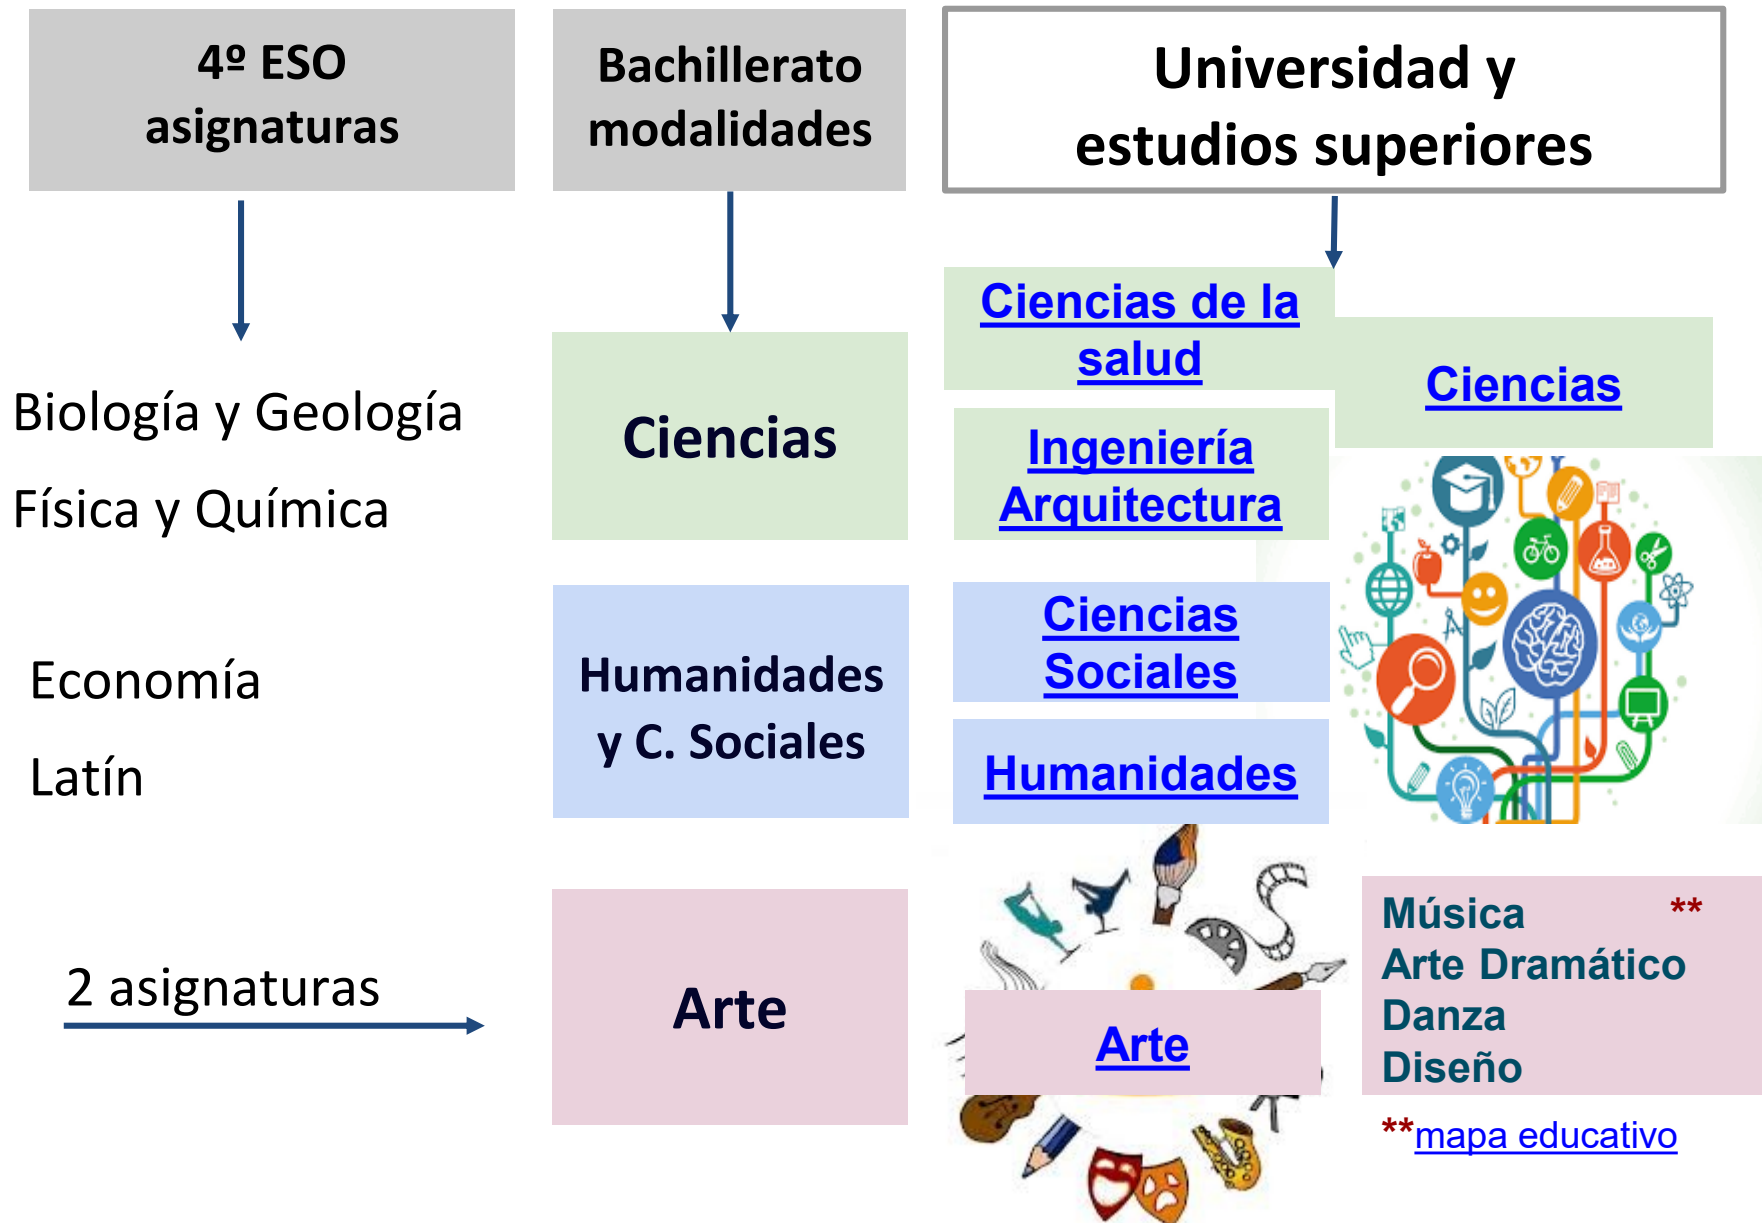 4º ESO
asignaturas
Bachillerato
modalidades
Universidad y
estudios superiores
Biología y Geología
Física y Química
Ciencias
Ciencias de la
salud
Ciencias
Ingeniería
Arquitectura
Economía
Latín
Humanidades
y C. Sociales
Ciencias
Sociales
Humanidades
2 asignaturas
Arte
Arte
Música **
Arte Dramático
Danza
Diseño
**mapa educativo